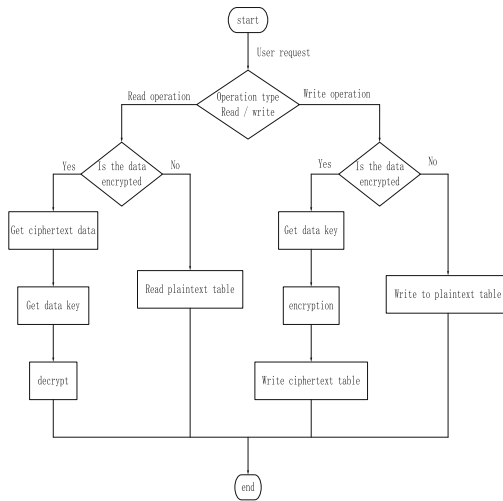 start
User request
Operation type
Read / write
Read operation
Write operation
Is the data
encrypted
Yes
No
Is the data
encrypted
Yes
No
Get ciphertext data
Get data key
Read plaintext table
Get data key
encryption
Write to plaintext table
decrypt
Write ciphertext table
end